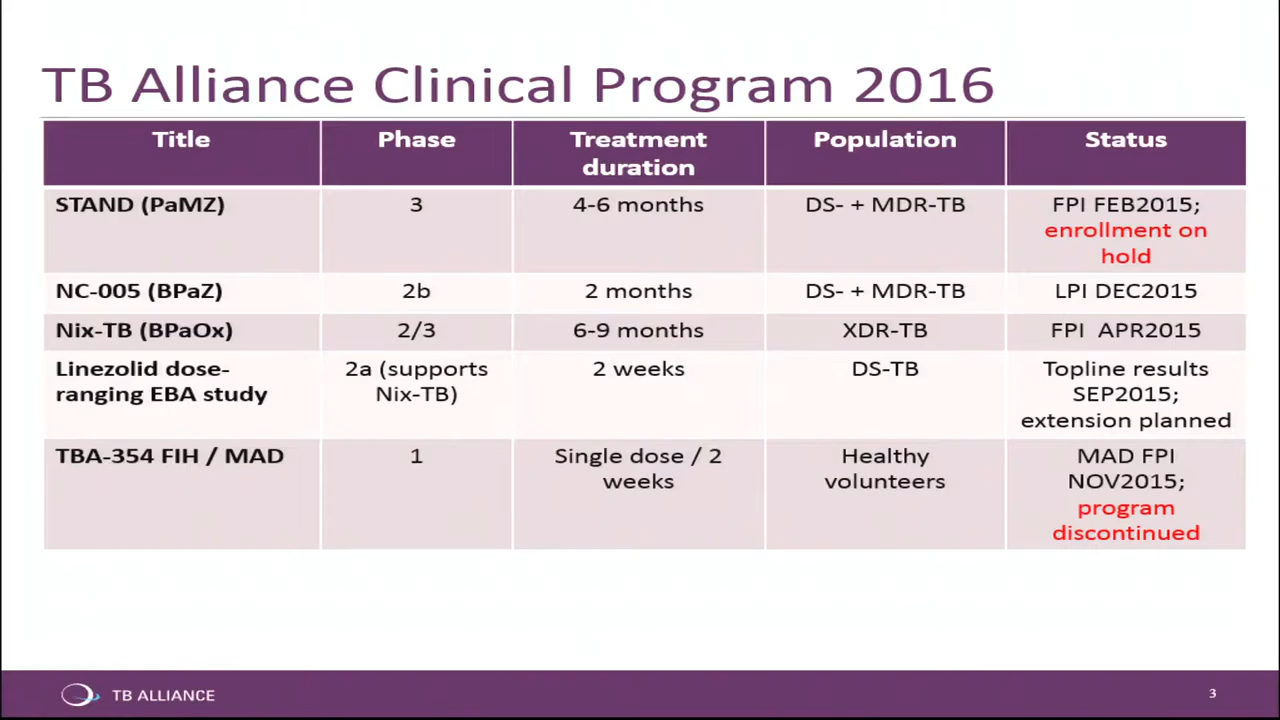 TB Alliance Clinical Program 2016
Title
Phase
Treatment
duration
Population
Status
STAND (PaMZ)
3
4-6 months
DS- + MDR-TB
FPI FEB2015;
enrollment on
hold
NC-005 (BPaZ)
2b
2 months
DS- + MDR-TB
LPI DEC2015
Nix-TB (BPaOx)
2/3
6-9 months
XDR-TB
FPI APR2015
Linezolid dose-
ranging EBA study
2a (supports
Nix-TB)
2 weeks
DS-TB
Topline results
SEP2015;
extension planned
TBA-354 FIH / MAD
1
Single dose / 2
weeks
Healthy
volunteers
MAD FPI
NOV2015;
program
discontinued
TB ALLIANCE
3